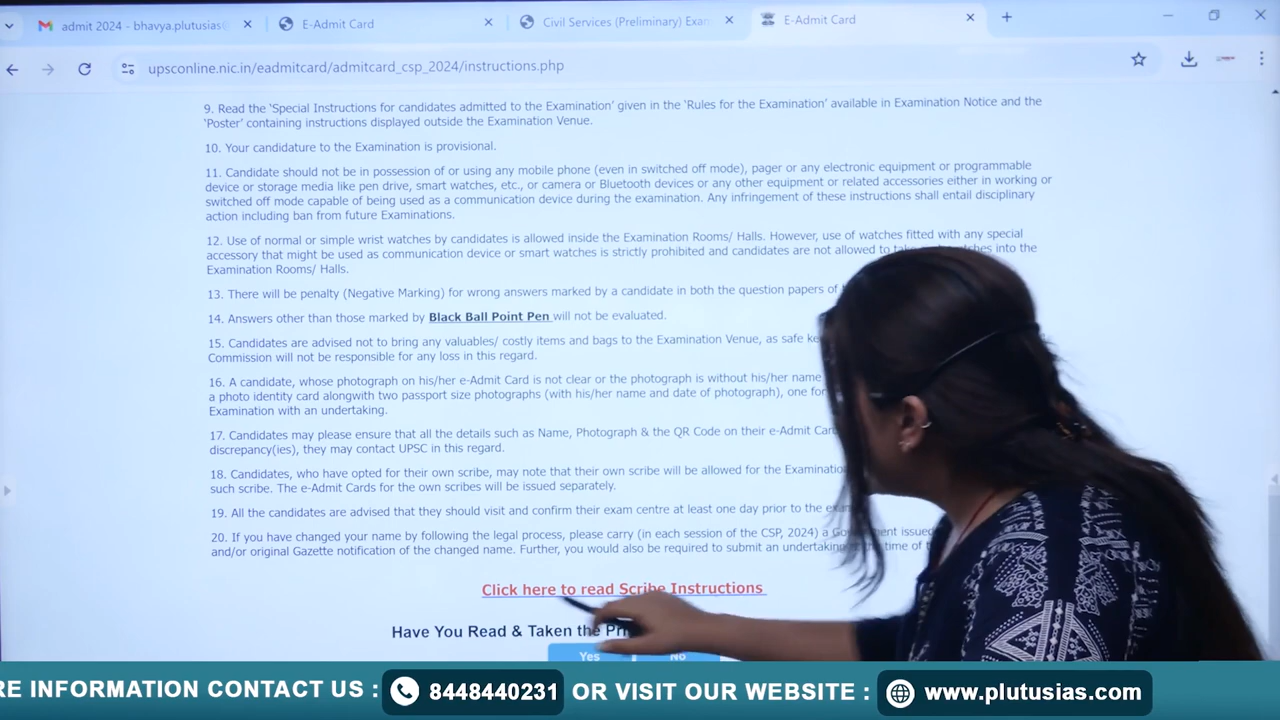 admit 2024 - bhavya.plutusias
E-Admit Card
Civil Services (Preliminary) Exam
E-Admit Card
upsconline.nic.in/eadmitcard/admitcard_csp_2024/instructions.php
9. Read the 'Special Instructions for candidates admitted to the Examination' given in the 'Rules for the Examination' available in Examination Notice and the
'Poster' containing instructions displayed outside the Examination Venue.
10. Your candidature to the Examination is provisional.
11. Candidate should not be in possession of or using any mobile phone (even in switched off mode), pager or any electronic equipment or programmable
device or storage media like pen drive, smart watches, etc., or camera or Bluetooth devices or any other equipment or related accessories either in working or
switched off mode capable of being used as a communication device during the examination. Any infringement of these instructions shall entail disciplinary
action including ban from future Examinations.
12. Use of normal or simple wrist watches by candidates is allowed inside the Examination Rooms/ Halls. However, use of watches fitted with any special
accessory that might be used as communication device or smart watches is strictly prohibited and candidates are not allowed to into the
Examination Rooms/ Halls.
13. There will be penalty (Negative Marking) for wrong answers marked by a candidate in both the question papers of
14. Answers other than those marked by Black Ball Point Pen will not be evaluated.
15. Candidates are advised not to bring any valuables/ costly items and bags to the Examination Venue, as safe
Commission will not be responsible for any loss in this regard.
16. A candidate, whose photograph on his/her e-Admit Card is not clear or the photograph is without his/her name
a photo identity card alongwith two passport size photographs (with his/her name and date of photograph), one for
Examination with an undertaking.
17. Candidates may please ensure that all the details such as Name, Photograph & the QR Code on their e-Admit
discrepancy(ies), they may contact UPSC in this regard.
18. Candidates, who have opted for their own scribe, may note that their own scribe will be allowed for the
such scribe. The e-Admit Cards for the own scribes will be issued separately.
19. All the candidates are advised that they should visit and confirm their exam centre at least one day prior to the
20. If you have changed your name by following the legal process, please carry (in each session of the CSP, 2024) a issued
and/or original Gazette notification of the changed name. Further, you would also be required to submit an undertaking time of
Click here to read Scribe Instructions
Have You Read & Taken the
Yes No
RE INFORMATION CONTACT US : 8448440231 OR VISIT OUR WEBSITE : www.plutusias.com